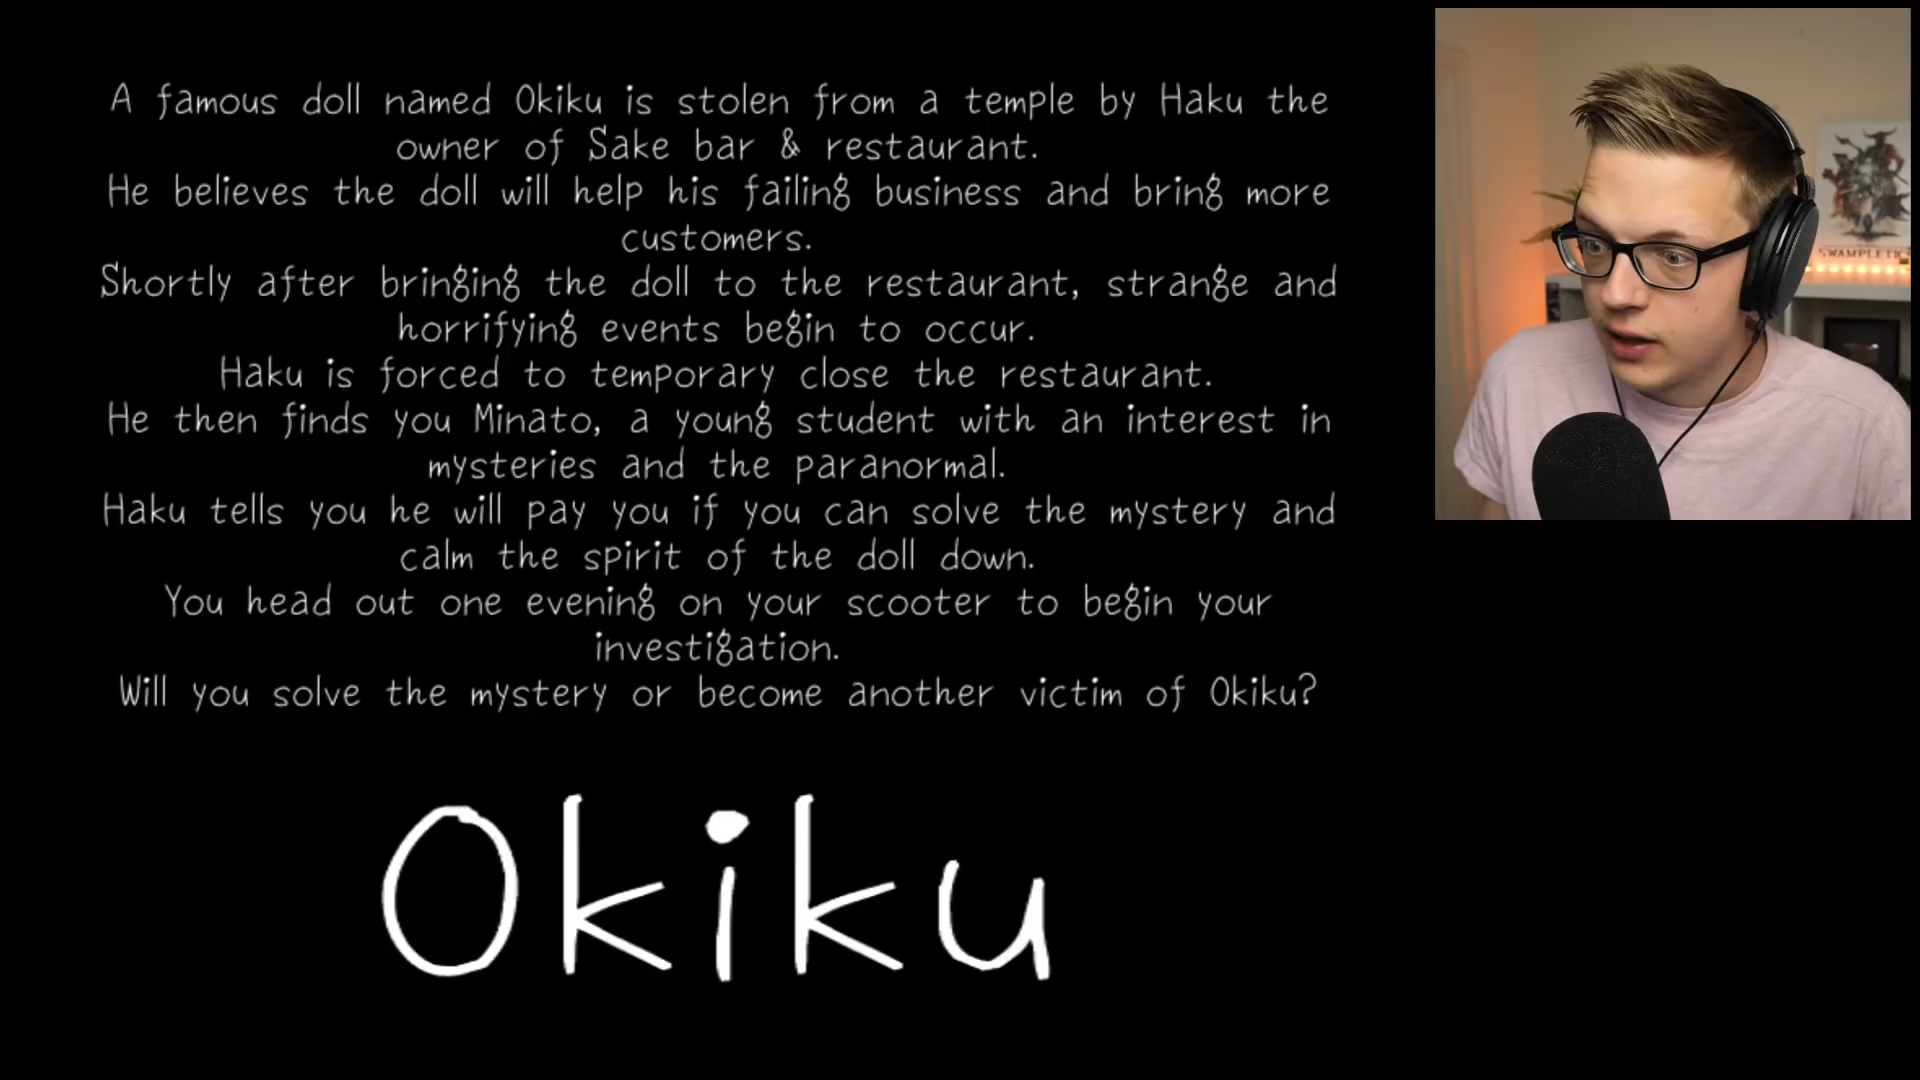 A famous doll named Okiku is stolen from a temple by Haku the
owner of Sake bar & restaurant.
He believes the doll will help his failing business and bring more
customers.
Shortly after bringing the doll to the restaurant, strange and
horrifying events begin to occur.
Haku is forced to temporary close the restaurant.
He then finds you Minato, a young student with an interest in
mysteries and the paranormal.
Haku tells you he will pay you if you can solve the mystery and
calm the spirit of the doll down.
You head out one evening on your scooter to begin your
investigation.
Will you solve the mystery or become another victim of Okiku?
Okiku
SWAMPLETIC